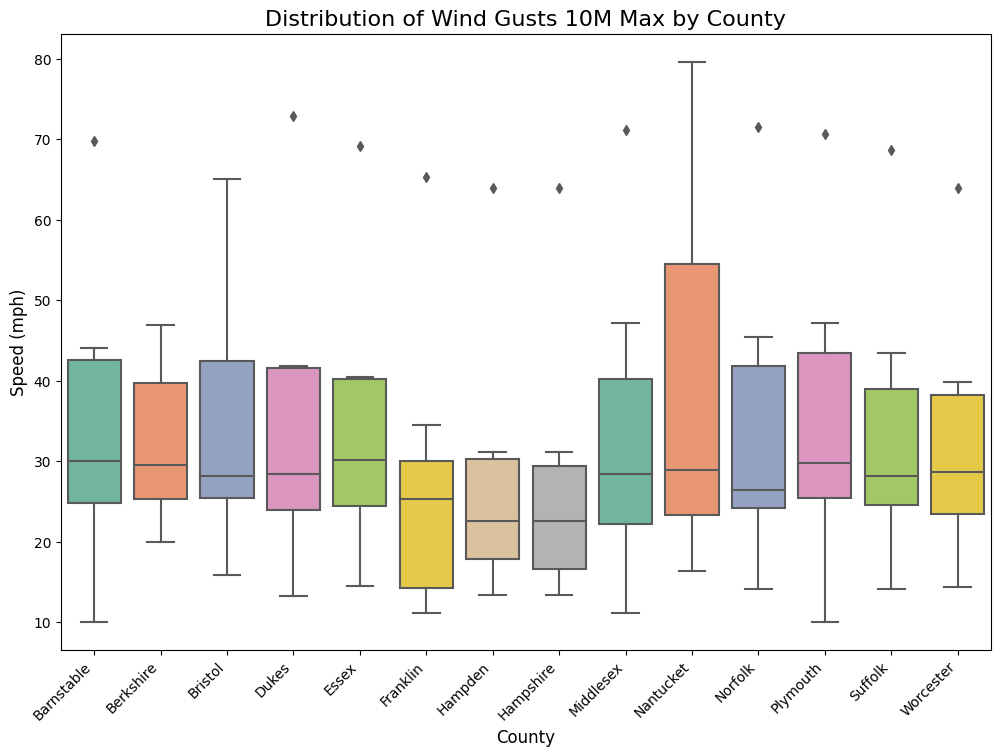 Distribution of Wind Gusts 10M Max by County
Speed (mph)
80
70
60
50
40
30
20
10
Barnstable
Berkshire
Bristol
Dukes
Essex
Franklin
Hampden
Hampshire
Middlesex
Nantucket
Norfolk
Plymouth
Suffolk
Worcester
County